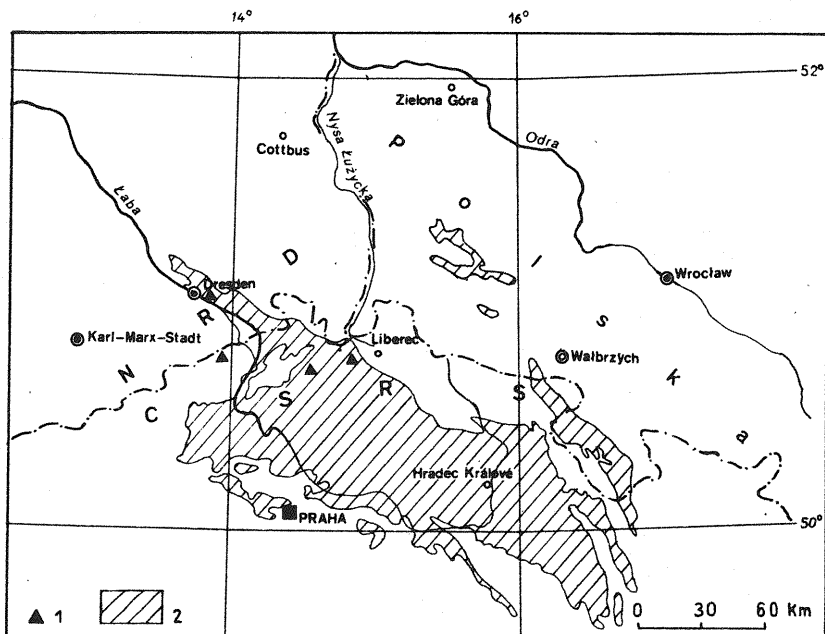 14°
16°
52°
Zielona Góra
Nysa Łużycka
Odra
Cottbus
P
O
l
s
k
a
Łaba
Wrocław
Dresden
N
R
D
Karl-Marx-Stadt
Liberec
Wałbrzych
C
S
R
S
Hradec Králové
PRAHA
50°
1
2
0 30 60 Km